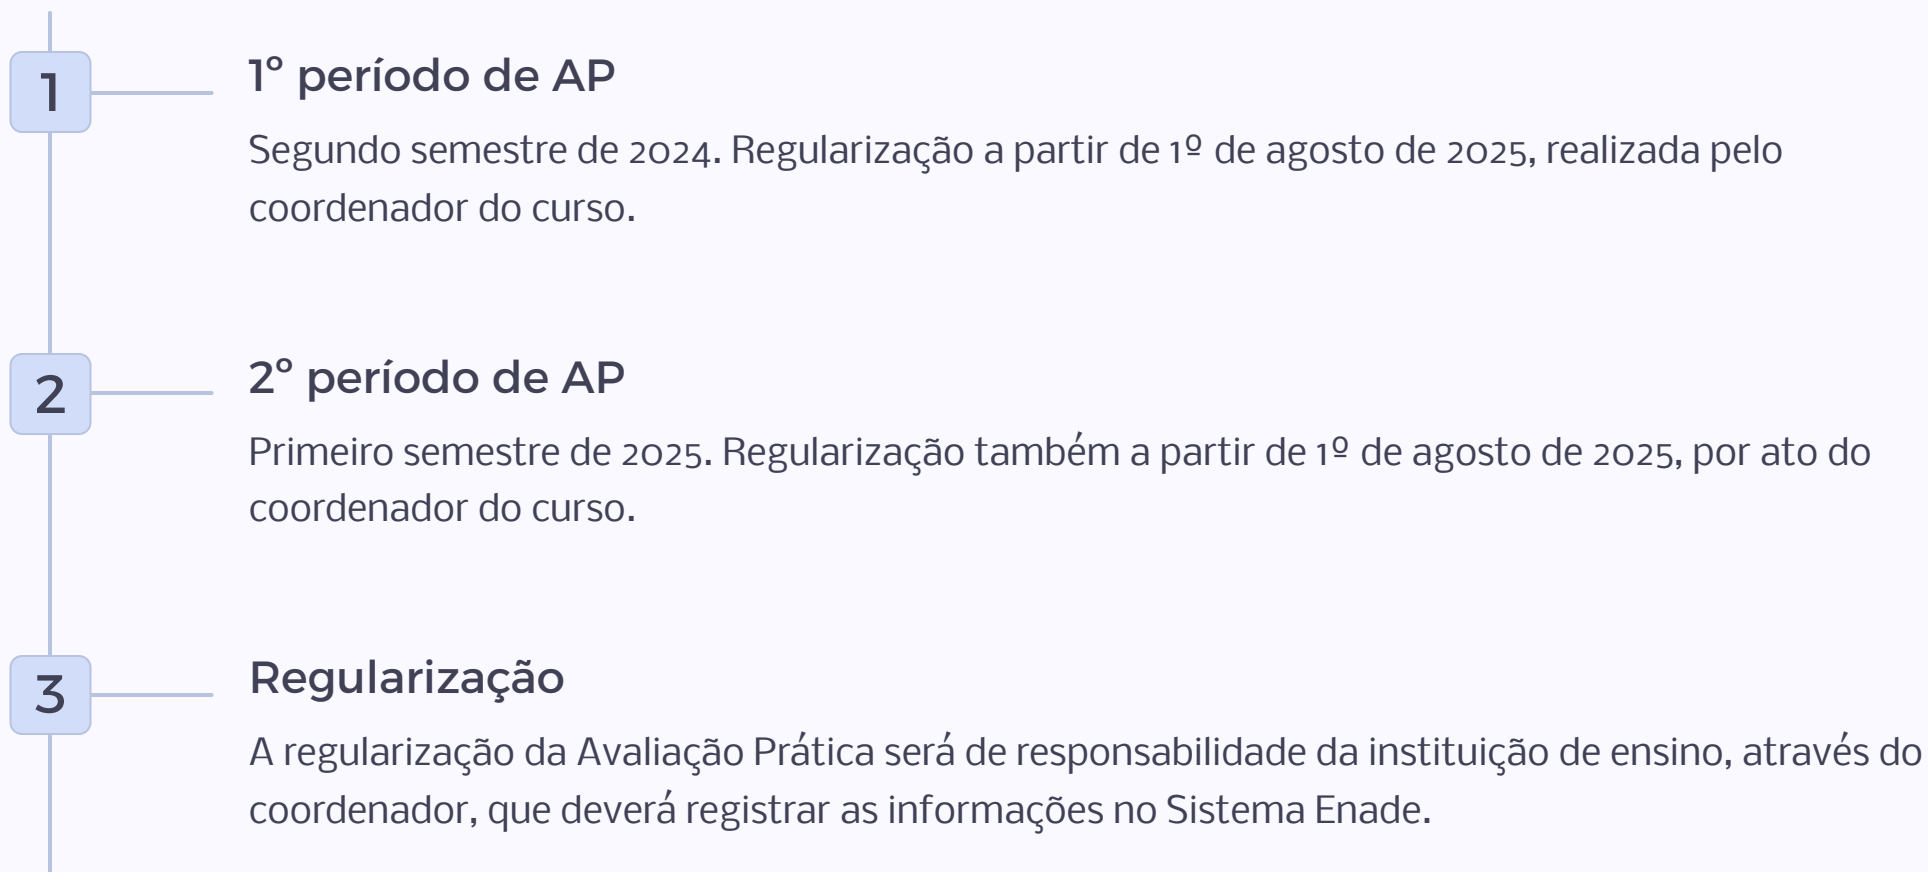 1
1º período de AP
Segundo semestre de 2024. Regularização a partir de 1º de agosto de 2025, realizada pelo
coordenador do curso.
2
2º período de AP
Primeiro semestre de 2025. Regularização também a partir de 1º de agosto de 2025, por ato do
coordenador do curso.
3
Regularização
A regularização da Avaliação Prática será de responsabilidade da instituição de ensino, através do
coordenador, que deverá registrar as informações no Sistema Enade.